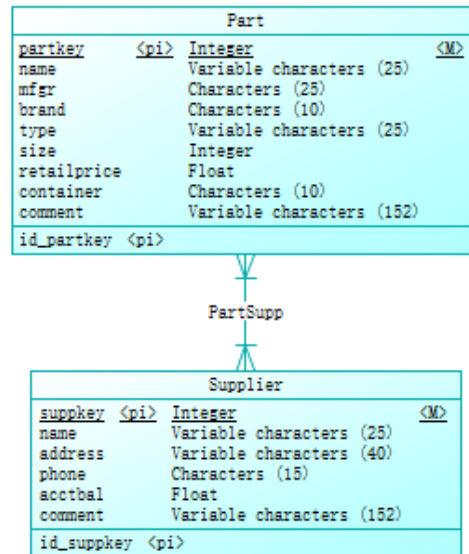 Part
partkey <pi> Integer <M>
name Variable characters (25)
mfgr Characters (25)
brand Characters (10)
type Variable characters (25)
size Integer
retailprice Float
container Characters (10)
comment Variable characters (152)
id_partkey <pi>
PartSupp
Supplier
suppkey <pi> Integer <M>
name Variable characters (25)
address Variable characters (40)
phone Characters (15)
acctbal Float
comment Variable characters (152)
id_suppkey <pi>